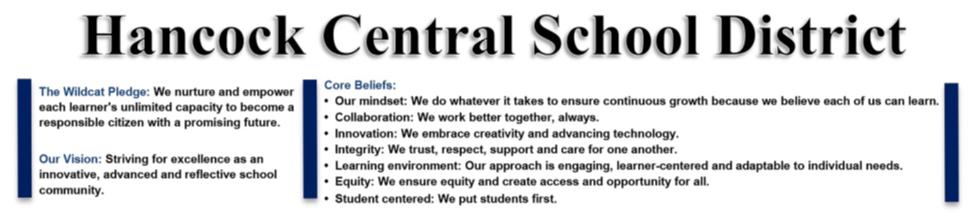 Hancock Central School District
The Wildcat Pledge: We nurture and empower
each learner's unlimited capacity to become a
responsible citizen with a promising future.
Our Vision: Striving for excellence as an
innovative, advanced and reflective school
community.
Core Beliefs:
• Our mindset: We do whatever it takes to ensure continuous growth because we believe each of us can learn.
• Collaboration: We work better together, always.
• Innovation: We embrace creativity and advancing technology.
• Integrity: We trust, respect, support and care for one another.
• Learning environment: Our approach is engaging, learner-centered and adaptable to individual needs.
• Equity: We ensure equity and create access and opportunity for all.
• Student centered: We put students first.